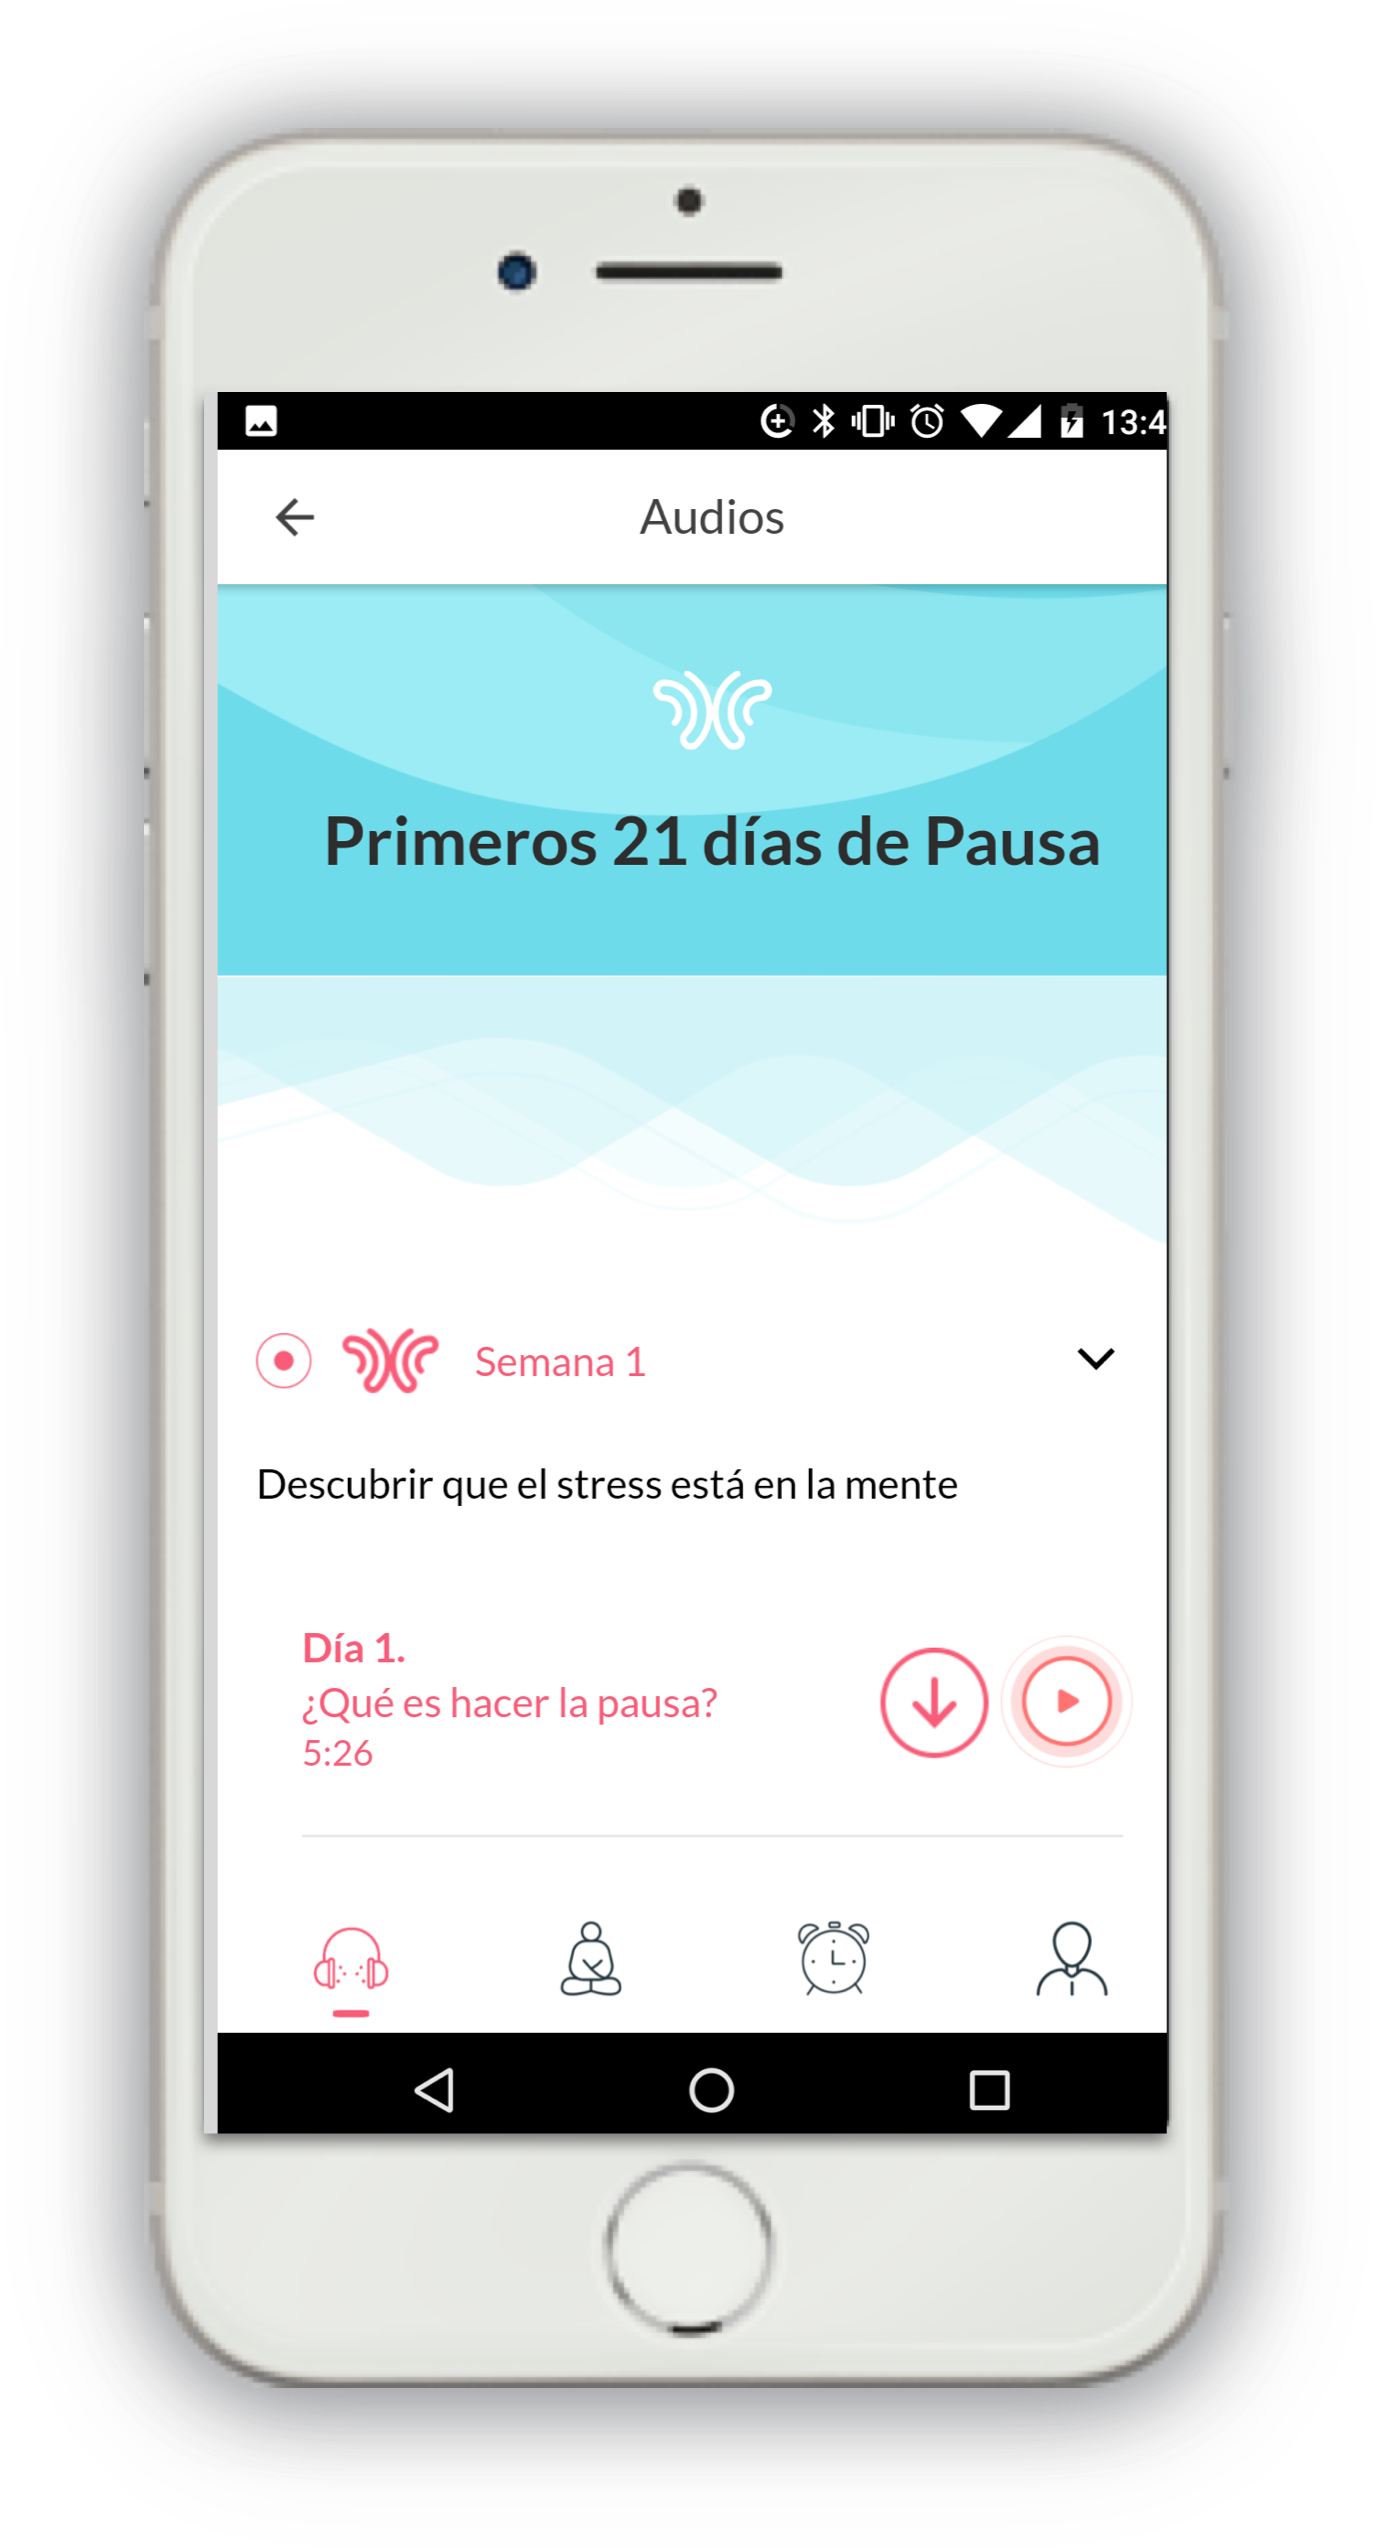 13:4
Audios
Primeros 21 días de Pausa
Semana 1
Descubrir que el stress está en la mente
Día 1.
¿Qué es hacer la pausa?
5:26